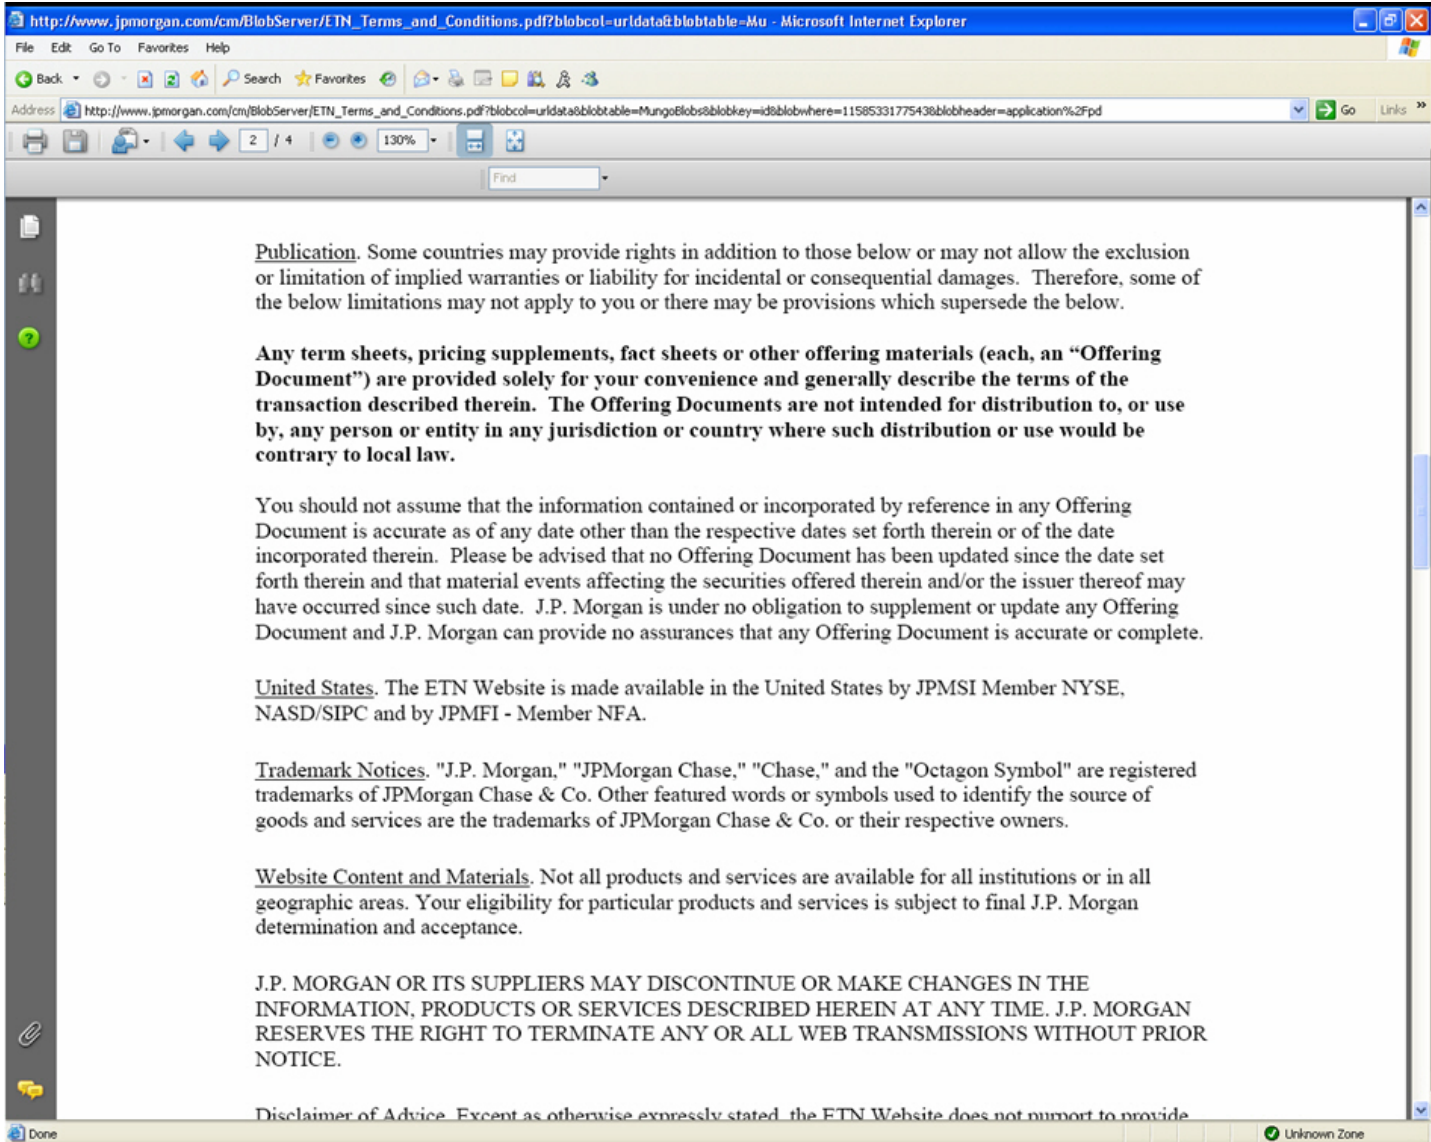 http://www.jpmorgan.com/cm/BlobServer/ETN_Terms_and_Conditions.pdf?blobcol=urldata&blobtable=Mu - Microsoft Internet Explorer
File Edit Go To Favorites Help
Back Search Favorites
Address http://www.jpmorgan.com/cm/BlobServer/ETN_Terms_and_Conditions.pdf?blobcol=urldata&blobtable=MungoBlobs&blobkey=id&blobwhere=1158533177543&blobheader=application%2Fpd Go Links »
2 / 4 130%
Find
Publication. Some countries may provide rights in addition to those below or may not allow the exclusion
or limitation of implied warranties or liability for incidental or consequential damages. Therefore, some of
the below limitations may not apply to you or there may be provisions which supersede the below.
Any term sheets, pricing supplements, fact sheets or other offering materials (each, an “Offering
Document”) are provided solely for your convenience and generally describe the terms of the
transaction described therein. The Offering Documents are not intended for distribution to, or use
by, any person or entity in any jurisdiction or country where such distribution or use would be
contrary to local law.
You should not assume that the information contained or incorporated by reference in any Offering
Document is accurate as of any date other than the respective dates set forth therein or of the date
incorporated therein. Please be advised that no Offering Document has been updated since the date set
forth therein and that material events affecting the securities offered therein and/or the issuer thereof may
have occurred since such date. J.P. Morgan is under no obligation to supplement or update any Offering
Document and J.P. Morgan can provide no assurances that any Offering Document is accurate or complete.
United States. The ETN Website is made available in the United States by JPMSI Member NYSE,
NASD/SIPC and by JPMFI - Member NFA.
Trademark Notices. "J.P. Morgan," "JPMorgan Chase," "Chase," and the "Octagon Symbol" are registered
trademarks of JPMorgan Chase & Co. Other featured words or symbols used to identify the source of
goods and services are the trademarks of JPMorgan Chase & Co. or their respective owners.
Website Content and Materials. Not all products and services are available for all institutions or in all
geographic areas. Your eligibility for particular products and services is subject to final J.P. Morgan
determination and acceptance.
J.P. MORGAN OR ITS SUPPLIERS MAY DISCONTINUE OR MAKE CHANGES IN THE
INFORMATION, PRODUCTS OR SERVICES DESCRIBED HEREIN AT ANY TIME. J.P. MORGAN
RESERVES THE RIGHT TO TERMINATE ANY OR ALL WEB TRANSMISSIONS WITHOUT PRIOR
NOTICE.
Disclaimer of Advice. Except as otherwise expressly stated, the ETN Website does not purport to provide
Done Unknown Zone